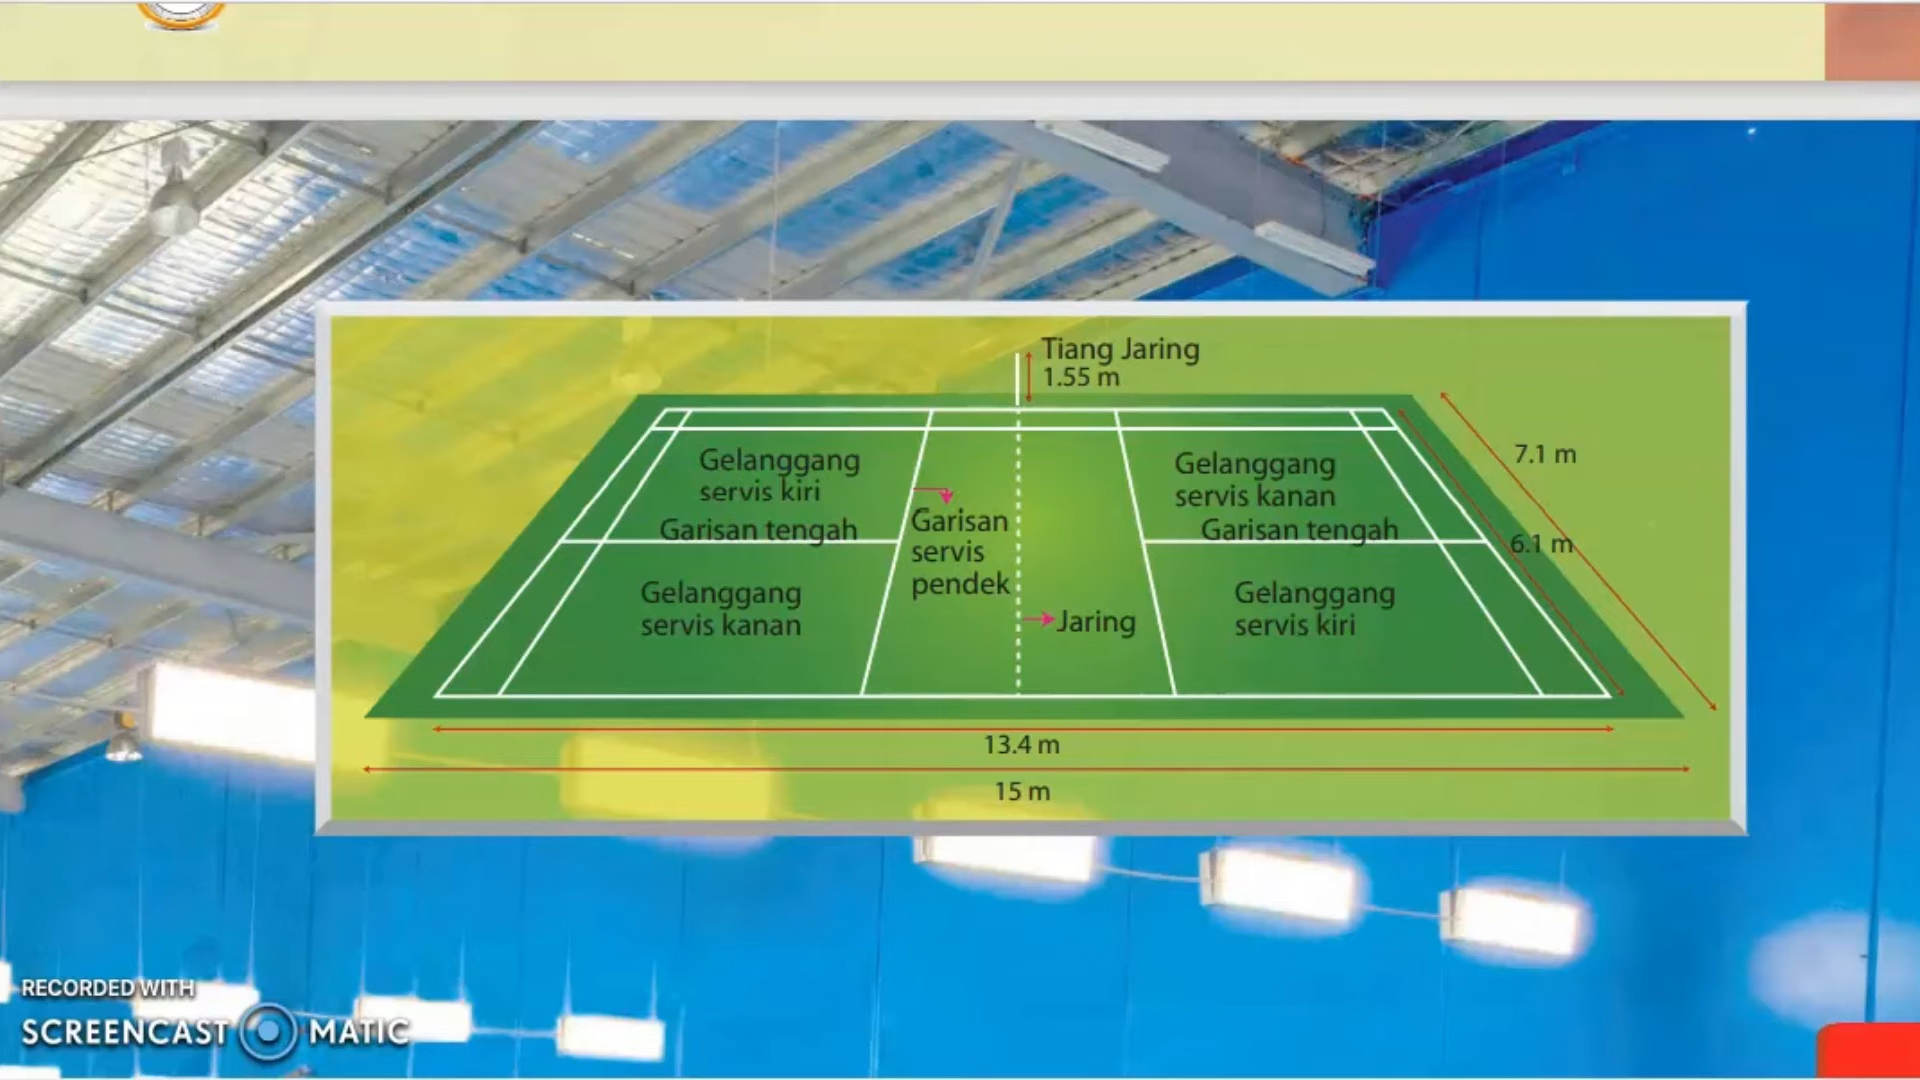 Tiang Jaring
1.55 m
7.1 m
Gelanggang
servis kiri
Gelanggang
servis kanan
Garisan tengah
Garisan
servis
pendek
Garisan tengah
6.1 m
Gelanggang
servis kanan
Jaring
Gelanggang
servis kiri
13.4 m
15 m
RECORDED WITH
SCREENCAST MATIC